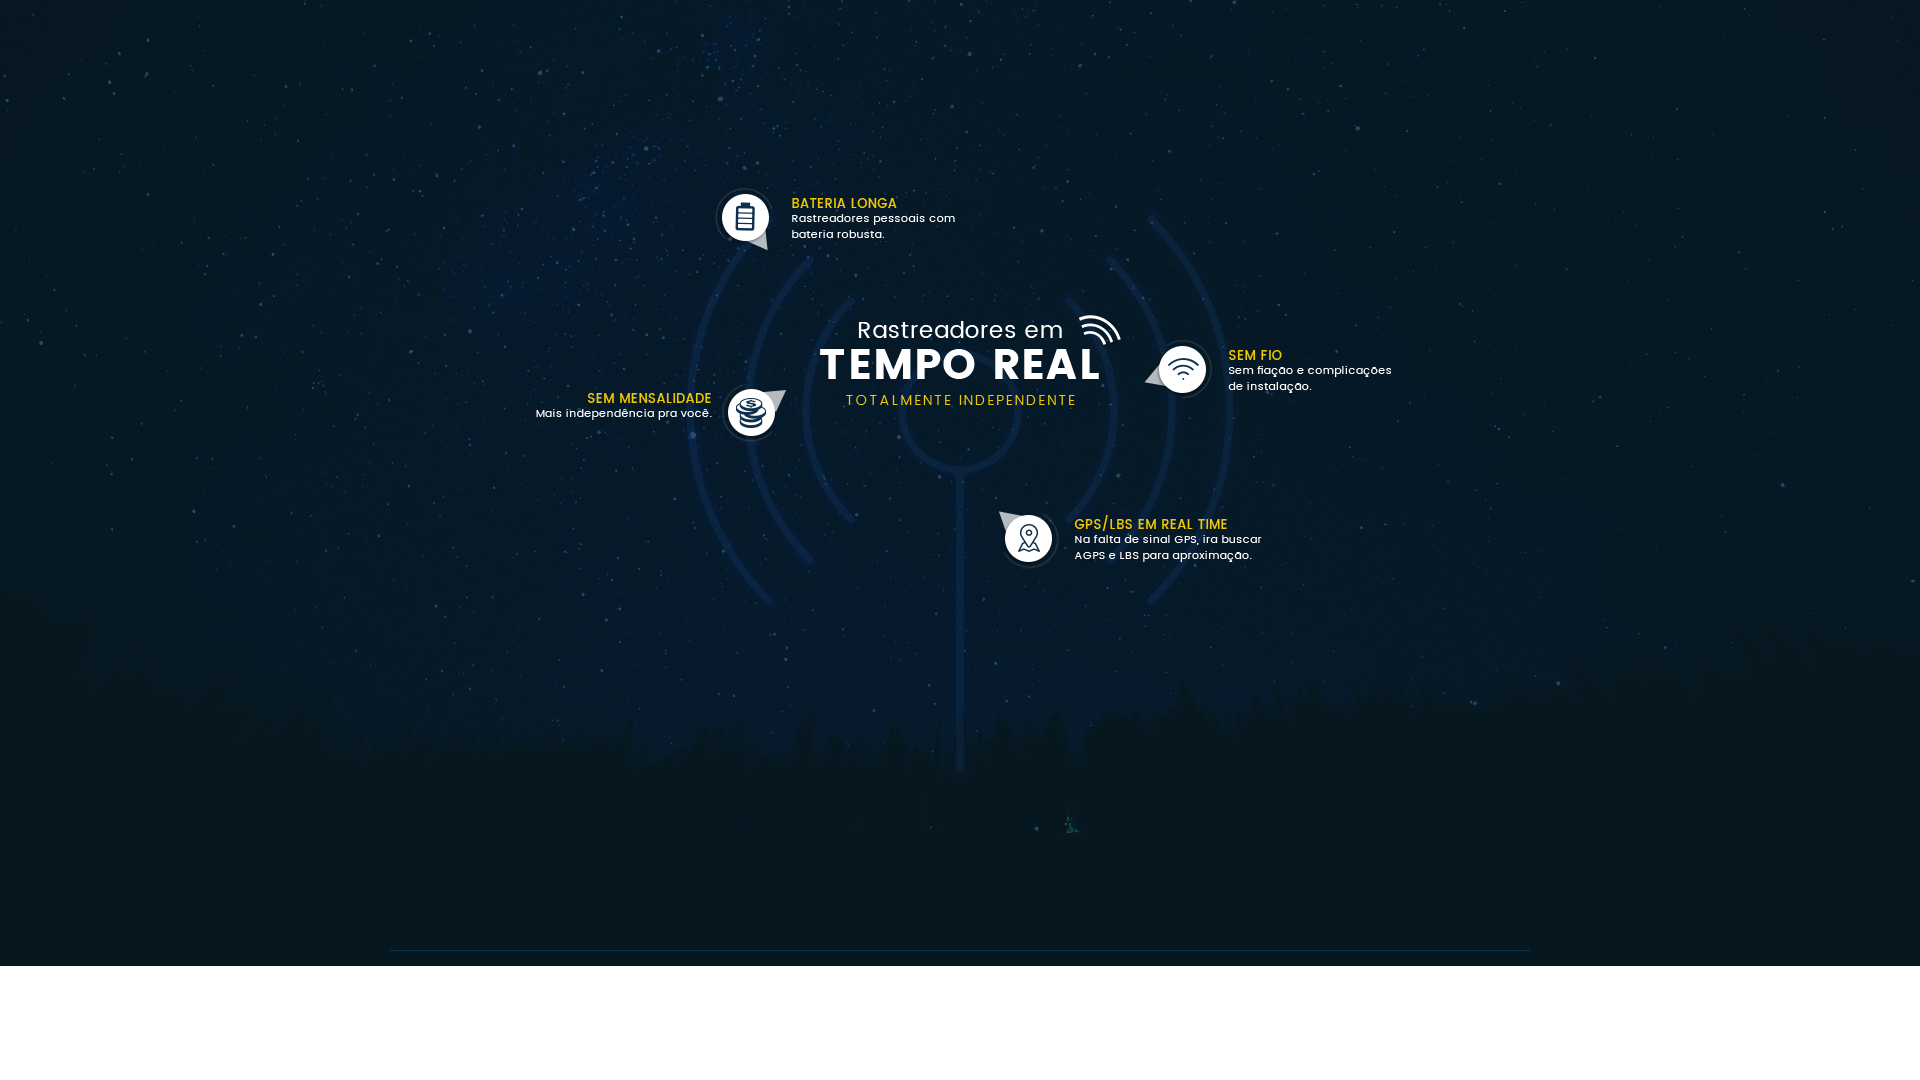 BATERIA LONGA
Rastreadores pessoais com
bateria robusta.
Rastreadores em
TEMPO REAL
TOTALMENTE INDEPENDENTE
SEM FIO
Sem fiação e complicações
de instalação.
SEM MENSALIDADE
Mais independência pra você.
GPS/LBS EM REAL TIME
Na falta de sinal GPS, ira buscar
AGPS e LBS para aproximação.